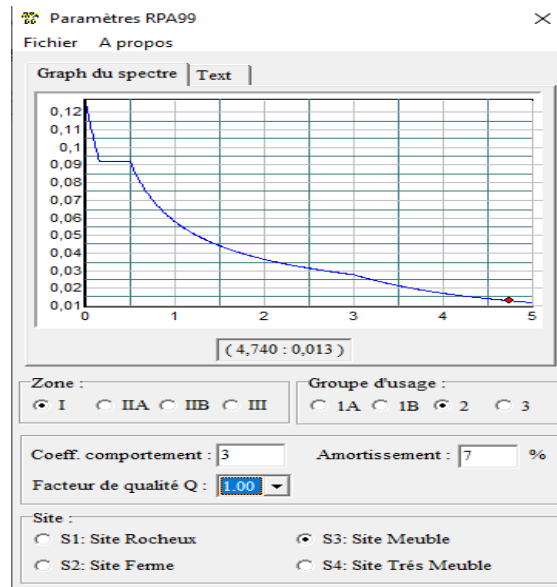 Paramètres RPA99
Fichier A propos
Graph du spectre Text
0,12
0,11
0,1
0,09
0,08
0,07
0,06
0,05
0,04
0,03
0,02
0,01
0 1 2 3 4 5
( 4,740 : 0,013 )
Zone : Groupe d'usage :
I IIA IIB III 1A 1B 2 3
Coeff. comportement : 3 Amortissement : 7 %
Facteur de qualité Q : 1.00
Site :
S1: Site Rocheux S3: Site Meuble
S2: Site Ferme S4: Site Trés Meuble